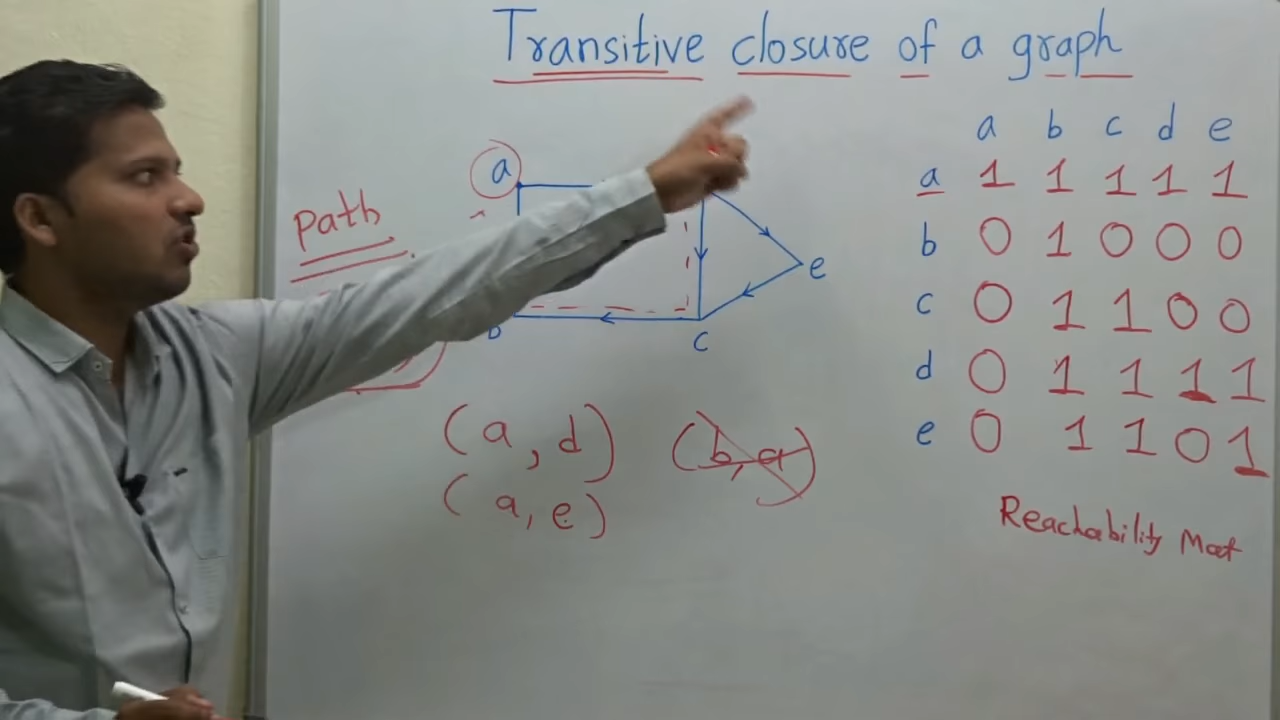 Transitive closure of a graph
a
Path
e
b
c
(a, d) (b, a)
(a, e)
a b c d e
a 1 1 1 1 1
b 0 1 0 0 0
c 0 1 1 0 0
d 0 1 1 1 1
e 0 1 1 0 1
Reachability Mat